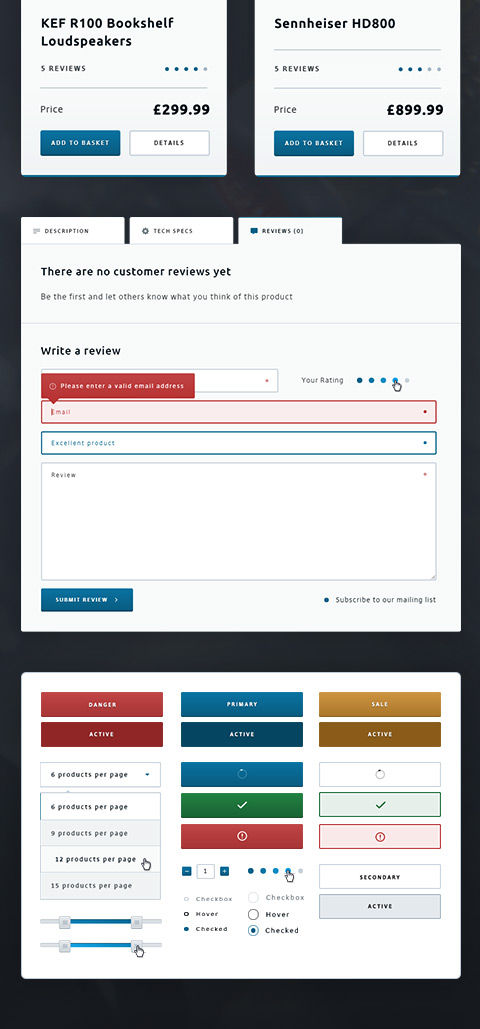 KEF R100 Bookshelf
Loudspeakers
5 REVIEWS
Price £299.99
ADD TO BASKET DETAILS
Sennheiser HD800
5 REVIEWS
Price £899.99
ADD TO BASKET DETAILS
DESCRIPTION TECH SPECS REVIEWS (0)
There are no customer reviews yet
Be the first and let others know what you think of this product
Write a review
Please enter a valid email address
*
Your Rating
Email
Excellent product
Review *
SUBMIT REVIEW >
Subscribe to our mailing list
DANGER PRIMARY SALE
ACTIVE ACTIVE ACTIVE
6 products per page
6 products per page
9 products per page
12 products per page
15 products per page
- 1 +
Checkbox Checkbox
Hover Hover
Checked Checked
SECONDARY
ACTIVE